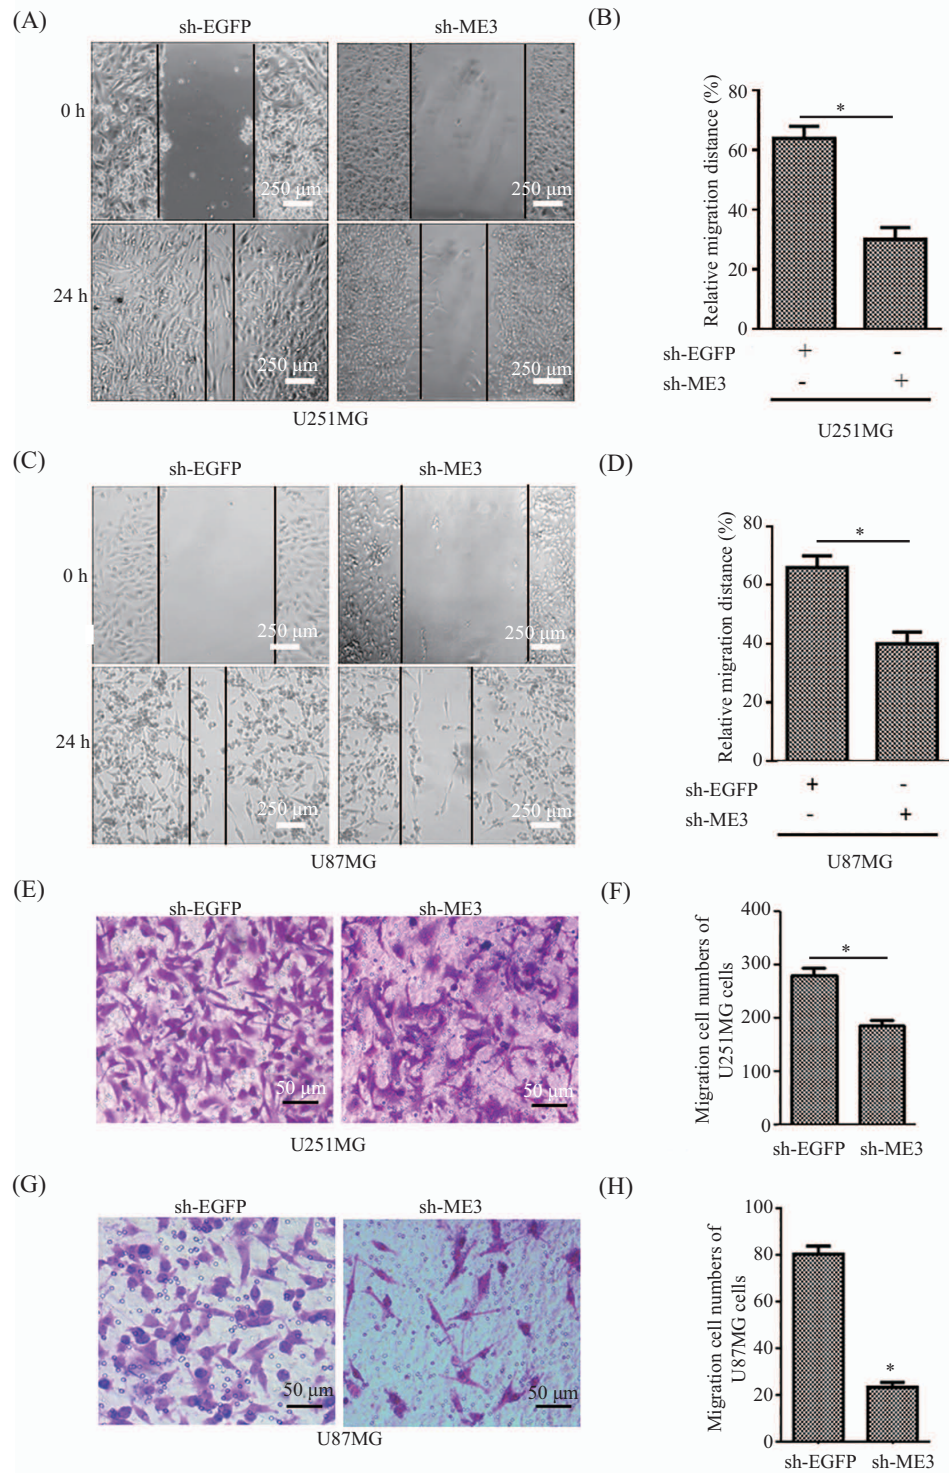 (A)
sh-EGFP
sh-ME3
0 h
250 μm
250 μm
24 h
250 μm
250 μm
U251MG
(B)
Relative migration distance (%)
80
60
40
20
0
*
sh-EGFP + -
sh-ME3 - +
U251MG
(C)
sh-EGFP
sh-ME3
0 h
250 μm
250 μm
24 h
250 μm
250 μm
U87MG
(D)
Relative migration distance (%)
80
60
40
20
0
*
sh-EGFP + -
sh-ME3 - +
U87MG
(E)
sh-EGFP
sh-ME3
50 μm
50 μm
U251MG
(F)
Migration cell numbers of
U251MG cells
400
300
200
100
0
*
sh-EGFP sh-ME3
(G)
sh-EGFP
sh-ME3
50 μm
50 μm
U87MG
(H)
Migration cell numbers of
U87MG cells
100
80
60
40
20
0
*
sh-EGFP sh-ME3